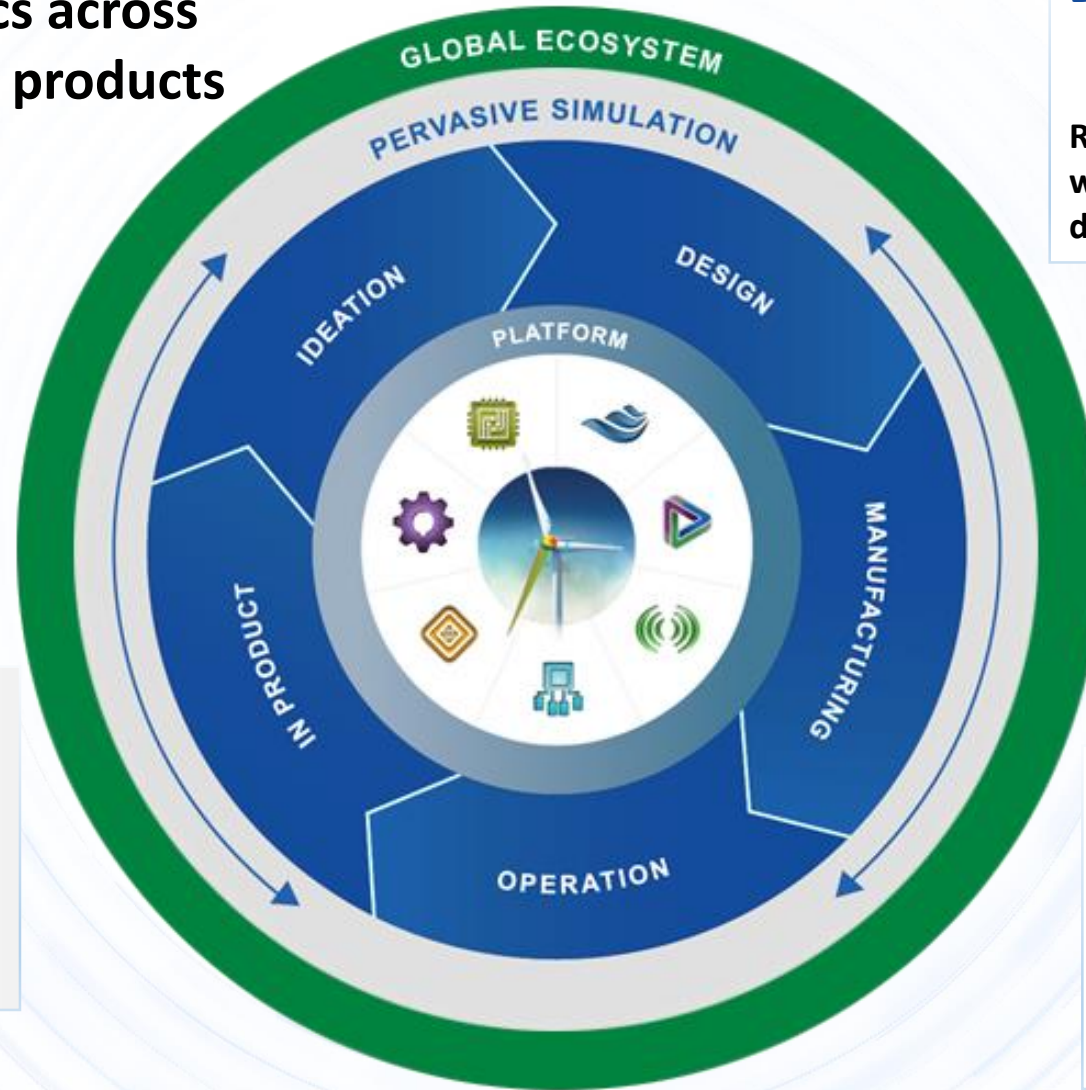 cs across
products
GLOBAL ECOSYSTEM
PERVASIVE SIMULATION
IDEATION
DESIGN
PLATFORM
MANUFACTURING
IN PRODUCT
OPERATION